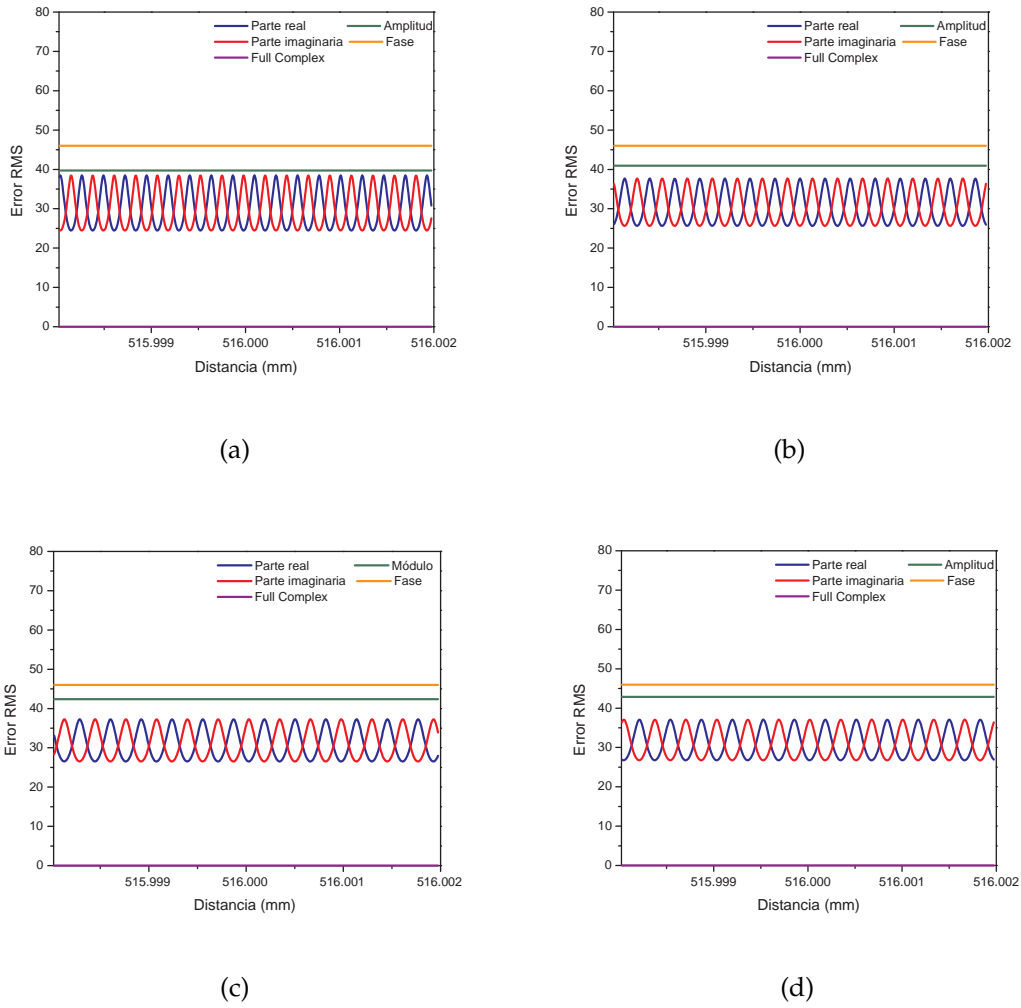 Parte real Amplitud
Parte imaginaria Fase
Full Complex
80
70
60
50
40
30
20
10
0
Error RMS
515.999 516.000 516.001 516.002
Distancia (mm)
(a)
Parte real Amplitud
Parte imaginaria Fase
Full Complex
80
70
60
50
40
30
20
10
0
Error RMS
515.999 516.000 516.001 516.002
Distancia (mm)
(b)
Parte real Módulo
Parte imaginaria Fase
Full Complex
80
70
60
50
40
30
20
10
0
Error RMS
515.999 516.000 516.001 516.002
Distancia (mm)
(c)
Parte real Amplitud
Parte imaginaria Fase
Full Complex
80
70
60
50
40
30
20
10
0
Error RMS
515.999 516.000 516.001 516.002
Distancia (mm)
(d)